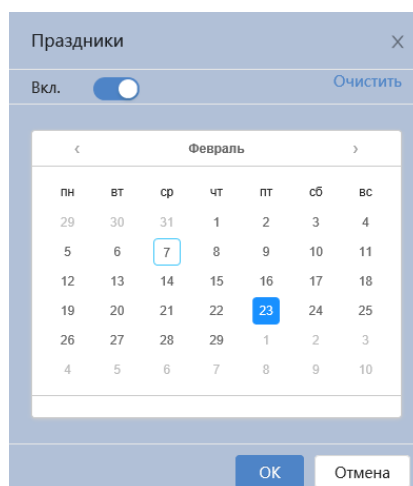 Праздники X
Вкл. Очистить
‹ Февраль ›
пн вт ср чт пт сб вс
29 30 31 1 2 3 4
5 6 7 8 9 10 11
12 13 14 15 16 17 18
19 20 21 22 23 24 25
26 27 28 29 1 2 3
4 5 6 7 8 9 10
OK Отмена